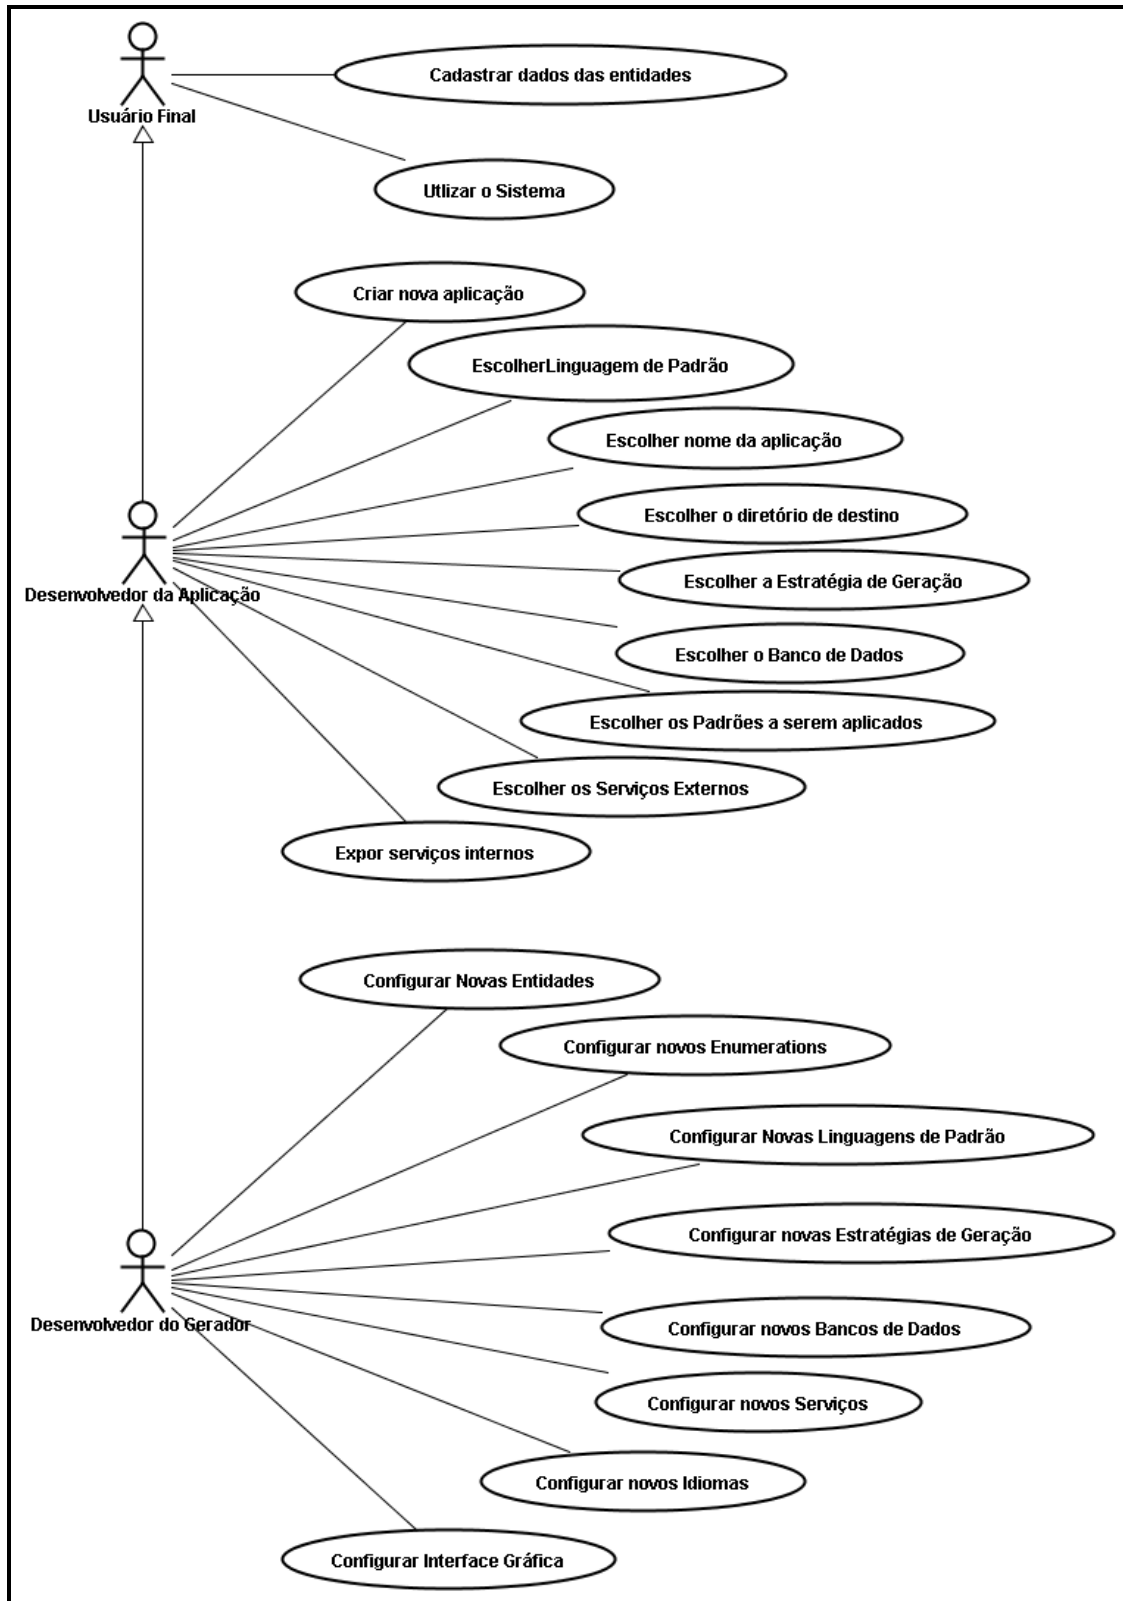 Cadastrar dados das entidades
Usuário Final
Utlizar o Sistema
Criar nova aplicação
EscolherLinguagem de Padrão
Escolher nome da aplicação
Escolher o diretório de destino
Escolher a Estratégia de Geração
Desenvolvedor da Aplicação
Escolher o Banco de Dados
Escolher os Padrões a serem aplicados
Escolher os Serviços Externos
Expor serviços internos
Configurar Novas Entidades
Configurar novos Enumerations
Configurar Novas Linguagens de Padrão
Configurar novas Estratégias de Geração
Desenvolvedor do Gerador
Configurar novos Bancos de Dados
Configurar novos Serviços
Configurar novos Idiomas
Configurar Interface Gráfica